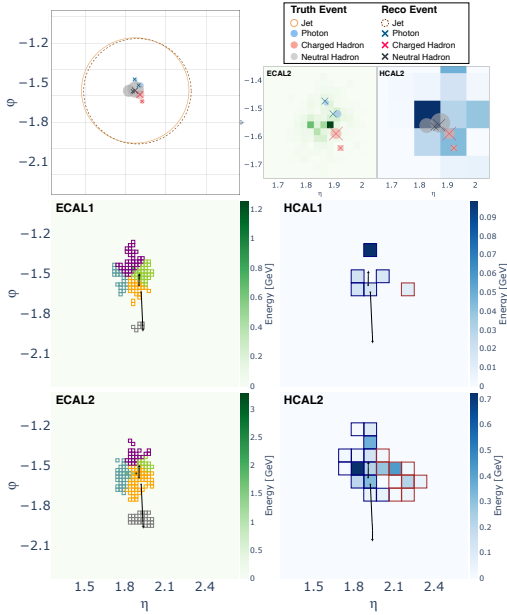 Truth Event Reco Event
Jet Jet
Photon Photon
Charged Hadron Charged Hadron
Neutral Hadron Neutral Hadron
−1.2
−1.5
−1.8
−2.1
φ
ECAL2 HCAL2
−1.4
−1.5
−1.6
−1.7
φ
1.7 1.8 1.9 2 1.7 1.8 1.9 2
η η
ECAL1 HCAL1
−1.2
−1.5
−1.8
−2.1
φ
1.2
1
0.8
0.6
0.4
0.2
0
Energy [GeV]
0.09
0.08
0.07
0.06
0.05
0.04
0.03
0.02
0.01
0
Energy [GeV]
ECAL2 HCAL2
−1.2
−1.5
−1.8
−2.1
φ
3
2.5
2
1.5
1
0.5
0
Energy [GeV]
0.7
0.6
0.5
0.4
0.3
0.2
0.1
0
Energy [GeV]
1.5 1.8 2.1 2.4 1.5 1.8 2.1 2.4
η η